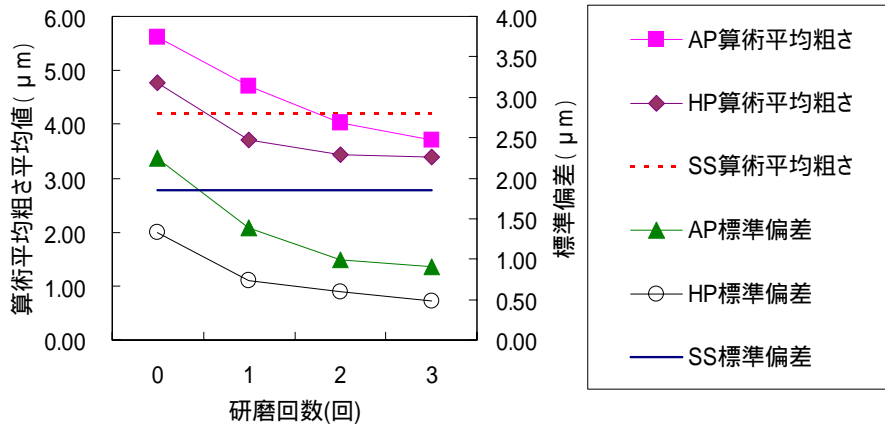 算術平均粗さ平均値(μm)
6.00
5.00
4.00
3.00
2.00
1.00
0.00
0
1
2
3
研磨回数(回)
4.00
3.50
3.00
2.50
2.00
1.50
1.00
0.50
0.00
標準偏差(μm)
AP算術平均粗さ
HP算術平均粗さ
SS算術平均粗さ
AP標準偏差
HP標準偏差
SS標準偏差